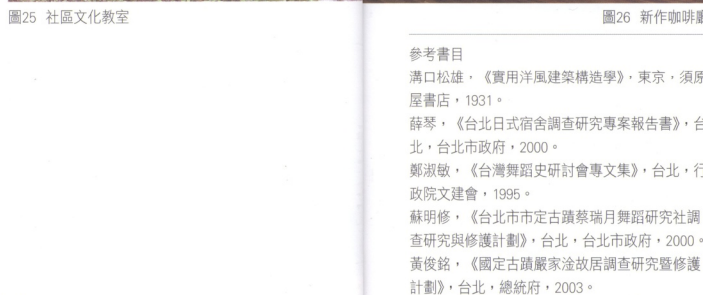 圖25 社區文化教室
圖26 新作咖啡廳
參考書目
溝口松雄，《實用洋風建築構造學》，東京，須原
屋書店，1931。
薛琴，《台北日式宿舍調查研究專案報告書》，台
北，台北市政府，2000。
鄭淑敏，《台灣舞蹈史研討會專文集》，台北，行
政院文建會，1995。
蘇明修，《台北市市定古蹟蔡瑞月舞蹈研究社調
查研究與修護計劃》，台北，台北市政府，2000。
黃俊銘，《國定古蹟嚴家淦故居調查研究暨修護
計劃》，台北，總統府，2003。